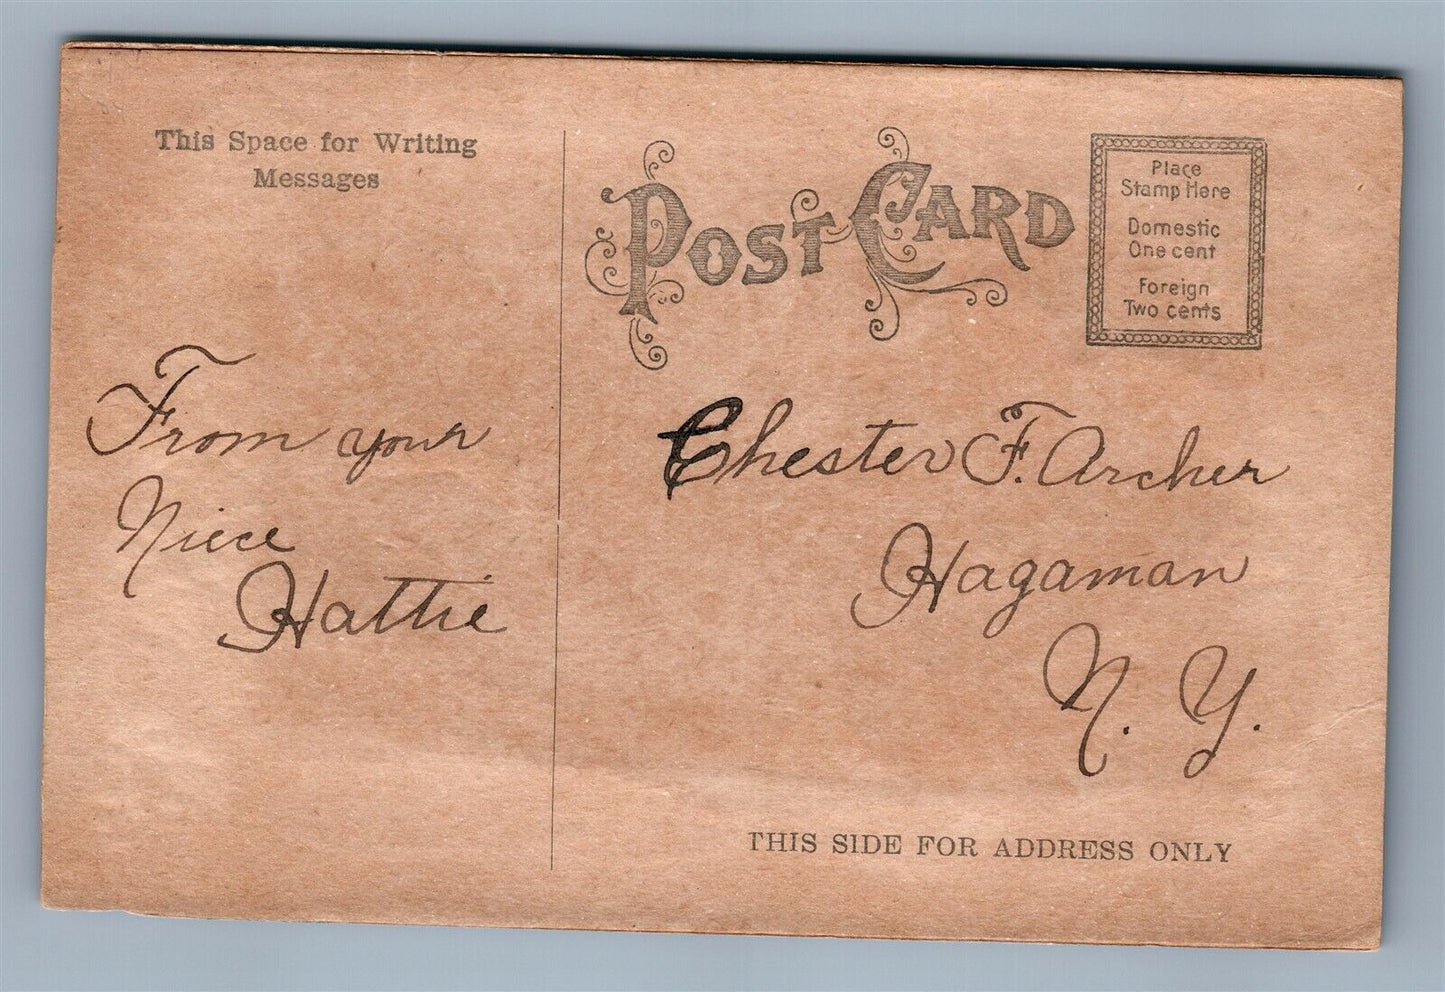 This Space for Writing
Messages
From your
Niece
Hattie
POST CARD
Place
Stamp Here
Domestic
One cent
Foreign
Two cents
Chester F. Archer
Hagaman
N. Y.
THIS SIDE FOR ADDRESS ONLY